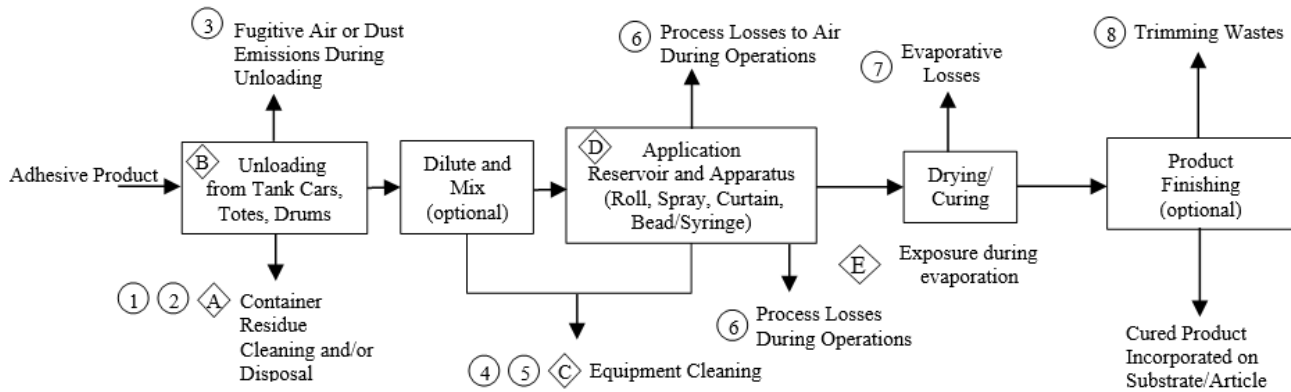 3
Fugitive Air or Dust
Emissions During
Unloading
6
Process Losses to Air
During Operations
7
Evaporative
Losses
8
Trimming Wastes
Adhesive Product
B
Unloading
from Tank Cars,
Totes, Drums
Dilute and
Mix
(optional)
D
Application
Reservoir and Apparatus
(Roll, Spray, Curtain,
Bead/Syringe)
Drying/
Curing
Product
Finishing
(optional)
E
Exposure during
evaporation
1 2 A
Container
Residue
Cleaning and/or
Disposal
4 5 C
Equipment Cleaning
6
Process Losses
During Operations
Cured Product
Incorporated on
Substrate/Article